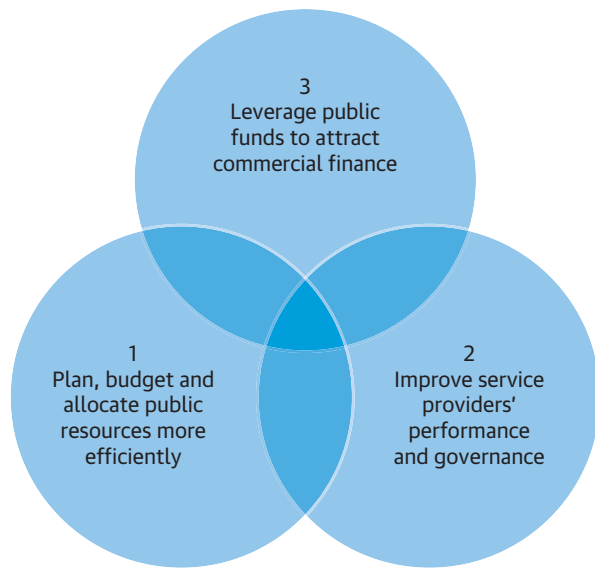 3
Leverage public
funds to attract
commercial finance
1
Plan, budget and
allocate public
resources more
efficiently
2
Improve service
providers’
performance
and governance